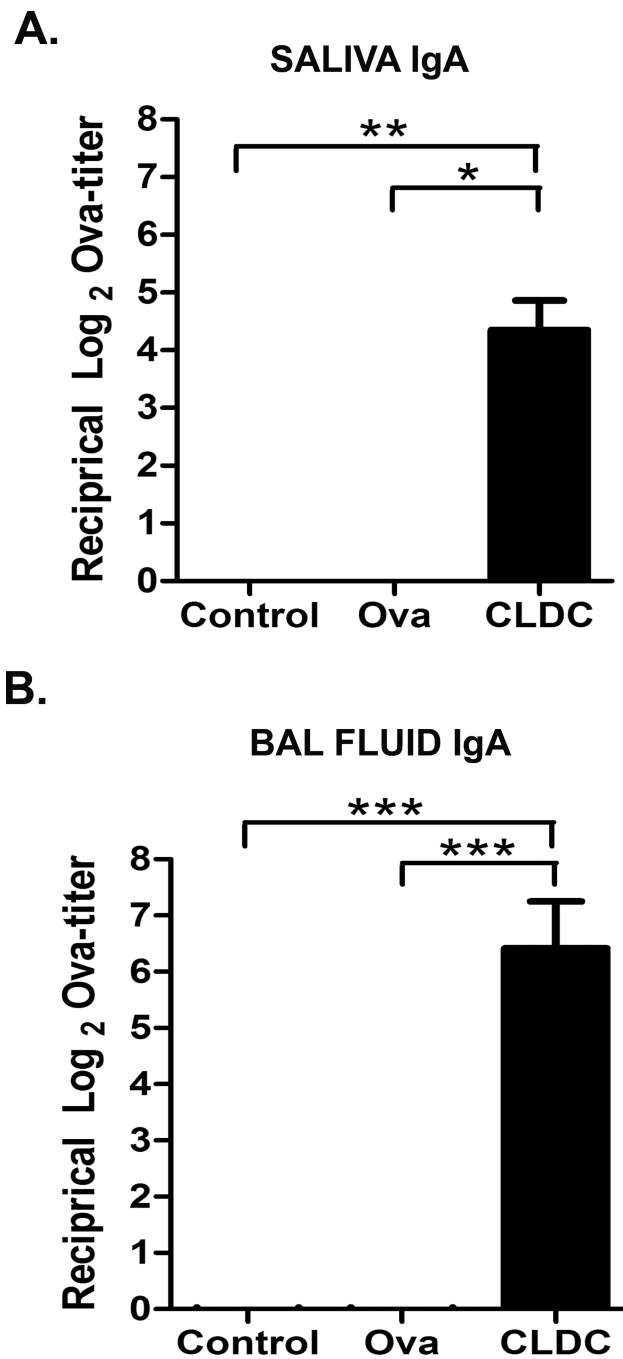 A.
SALIVA IgA
Reciprical Log 2 Ova-titer
8
7
6
5
4
3
2
1
0
**
*
Control Ova CLDC
B.
BAL FLUID IgA
Reciprical Log 2 Ova-titer
8
7
6
5
4
3
2
1
0
***
***
Control Ova CLDC